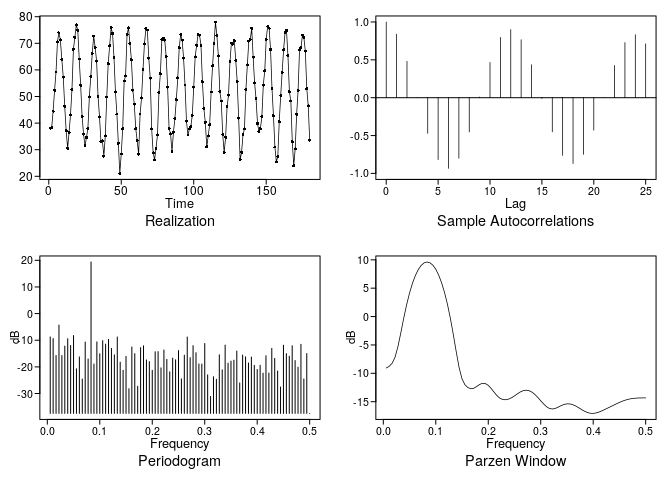 80
70
60
50
40
30
20
0 50 100 150
Time
Realization
1.0
0.5
0.0
-0.5
-1.0
0 5 10 15 20 25
Lag
Sample Autocorrelations
20
10
0
-10
-20
-30
dB
0.0 0.1 0.2 0.3 0.4 0.5
Frequency
Periodogram
10
5
0
-5
-10
-15
dB
0.0 0.1 0.2 0.3 0.4 0.5
Frequency
Parzen Window